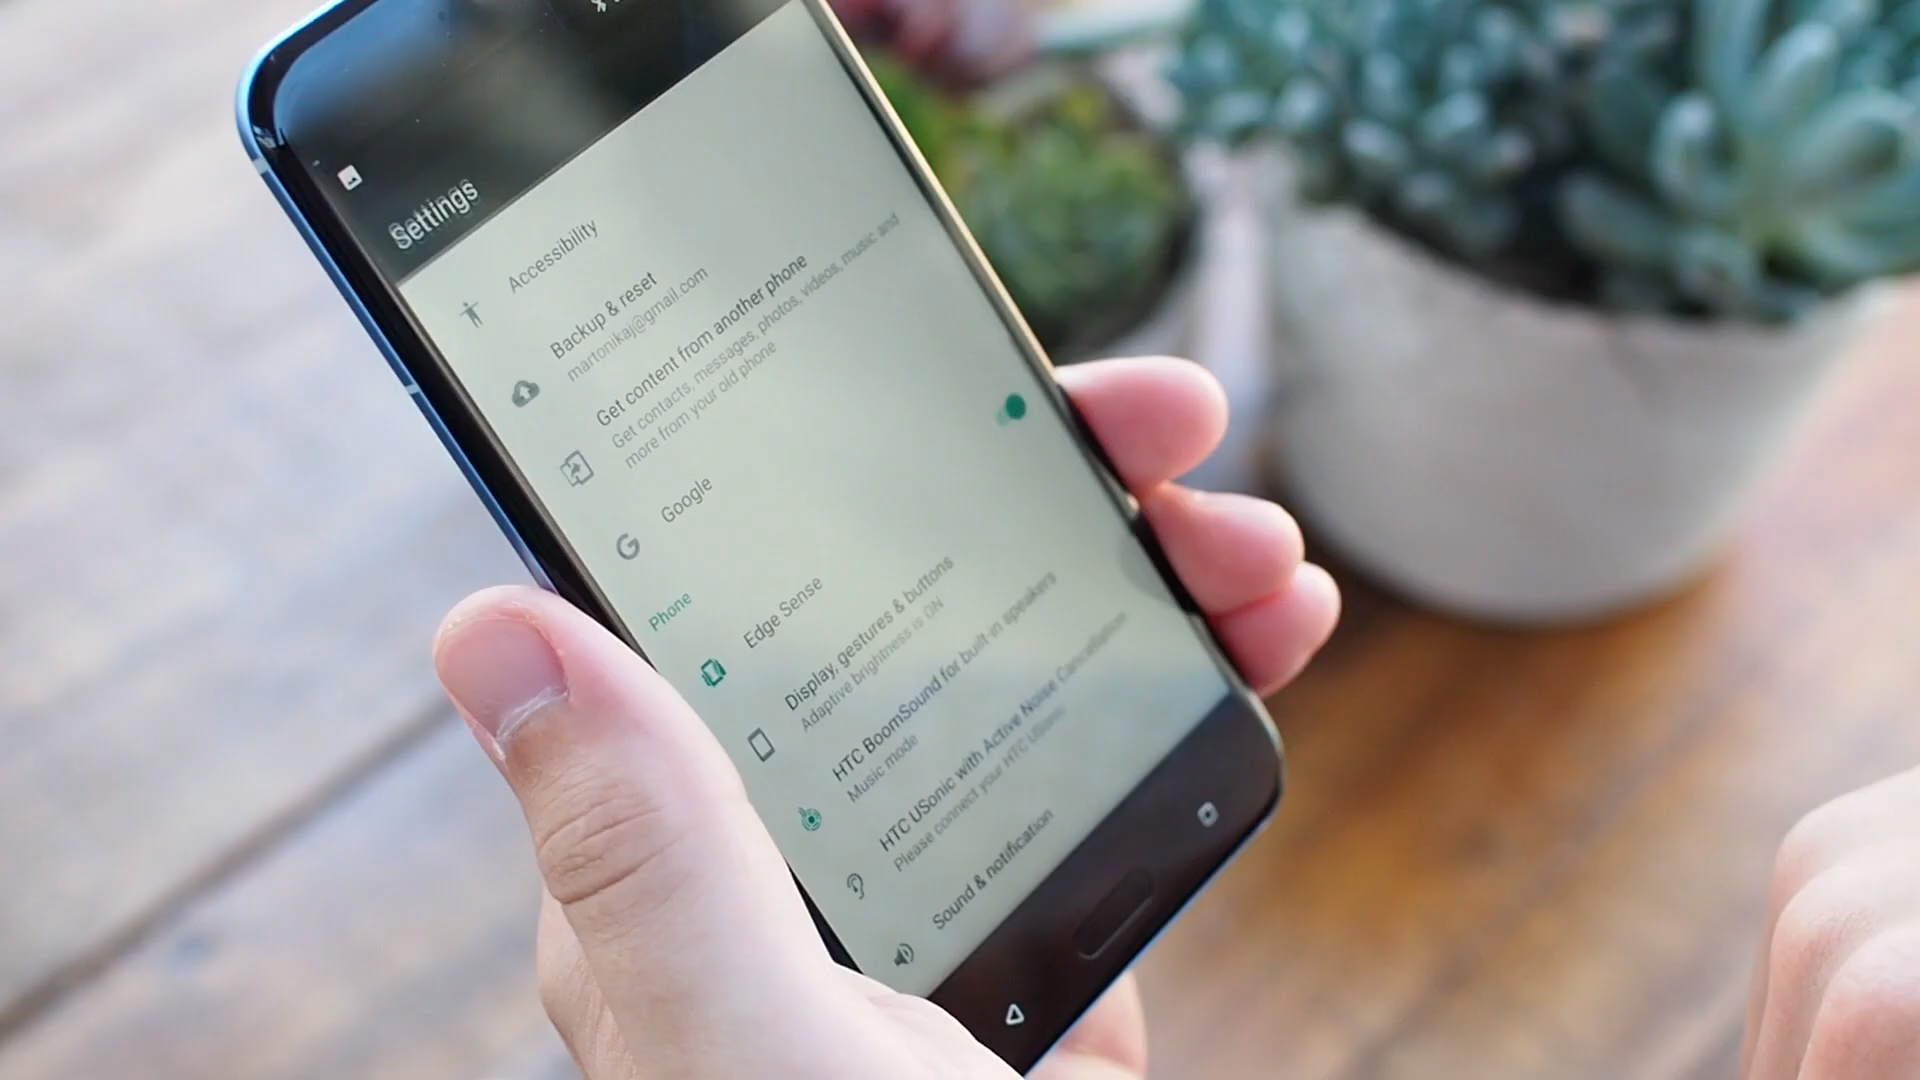 Settings
Accessibility
Backup & reset
martonikaj@gmail.com
Get content from another phone
Get contacts, messages, photos, videos, music and
more from your old phone
Google
Phone
Edge Sense
Display, gestures & buttons
Adaptive brightness is ON
HTC BoomSound for built-in speakers
Music mode
HTC USonic with Active Noise Cancellation
Please connect your HTC USonic
Sound & notification